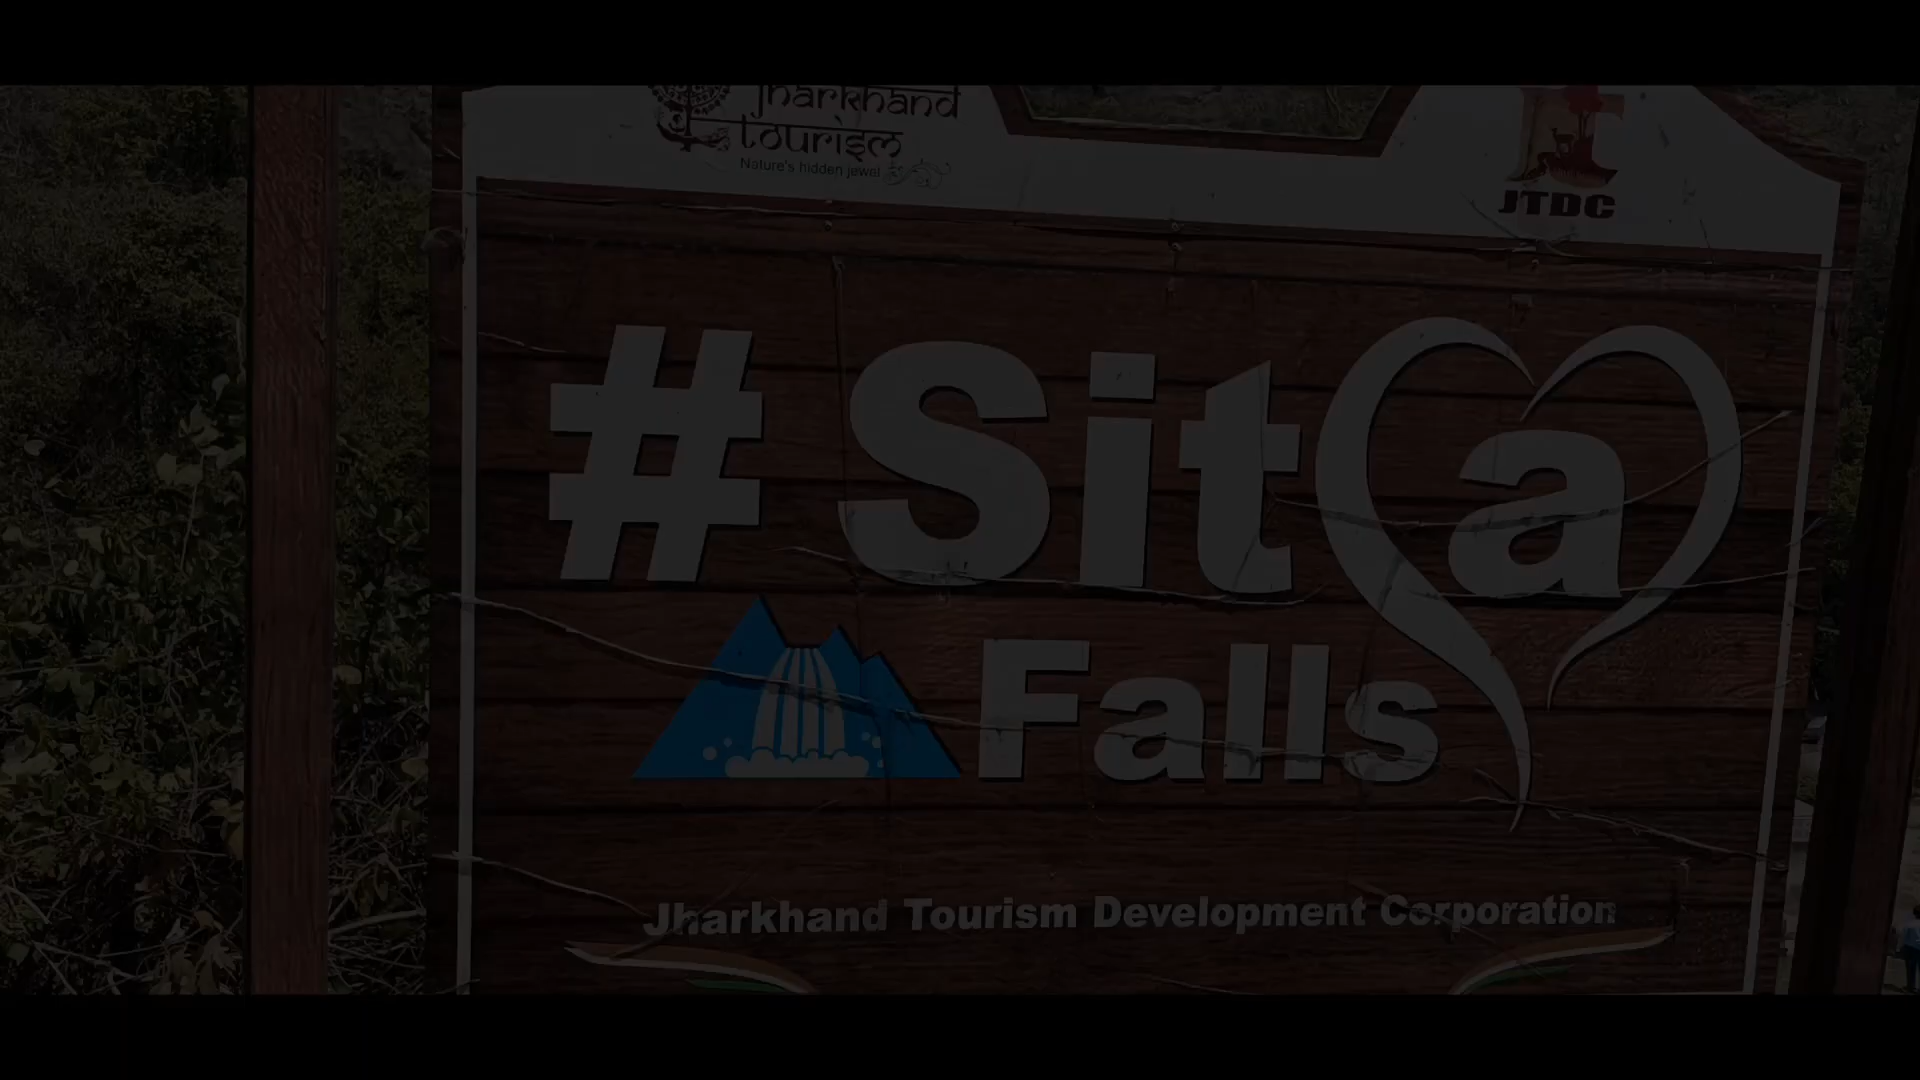 jharkhand
tourism
Nature's hidden jewel
JTDC
#Sita
Falls
Jharkhand Tourism Development Corporation